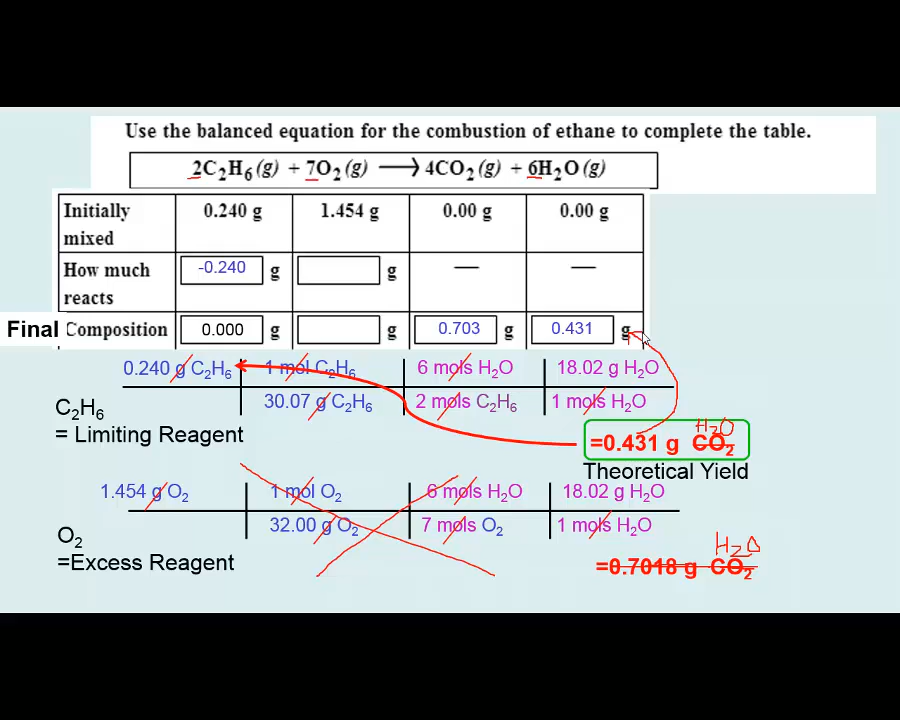 Use the balanced equation for the combustion of ethane to complete the table.
2C₂H₆(g) + 7O₂(g) ⟶ 4CO₂(g) + 6H₂O(g)
Initially mixed 0.240 g 1.454 g 0.00 g 0.00 g
How much reacts -0.240 g g — —
Final Composition 0.000 g g 0.703 g 0.431 g
0.240 g C₂H₆ 1 mol C₂H₆ 6 mols H₂O 18.02 g H₂O
30.07 g C₂H₆ 2 mols C₂H₆ 1 mols H₂O
C₂H₆
= Limiting Reagent
H₂O
=0.431 g CO₂
Theoretical Yield
1.454 g O₂ 1 mol O₂ 6 mols H₂O 18.02 g H₂O
32.00 g O₂ 7 mols O₂ 1 mols H₂O
O₂
=Excess Reagent
H₂O
=0.7018 g CO₂